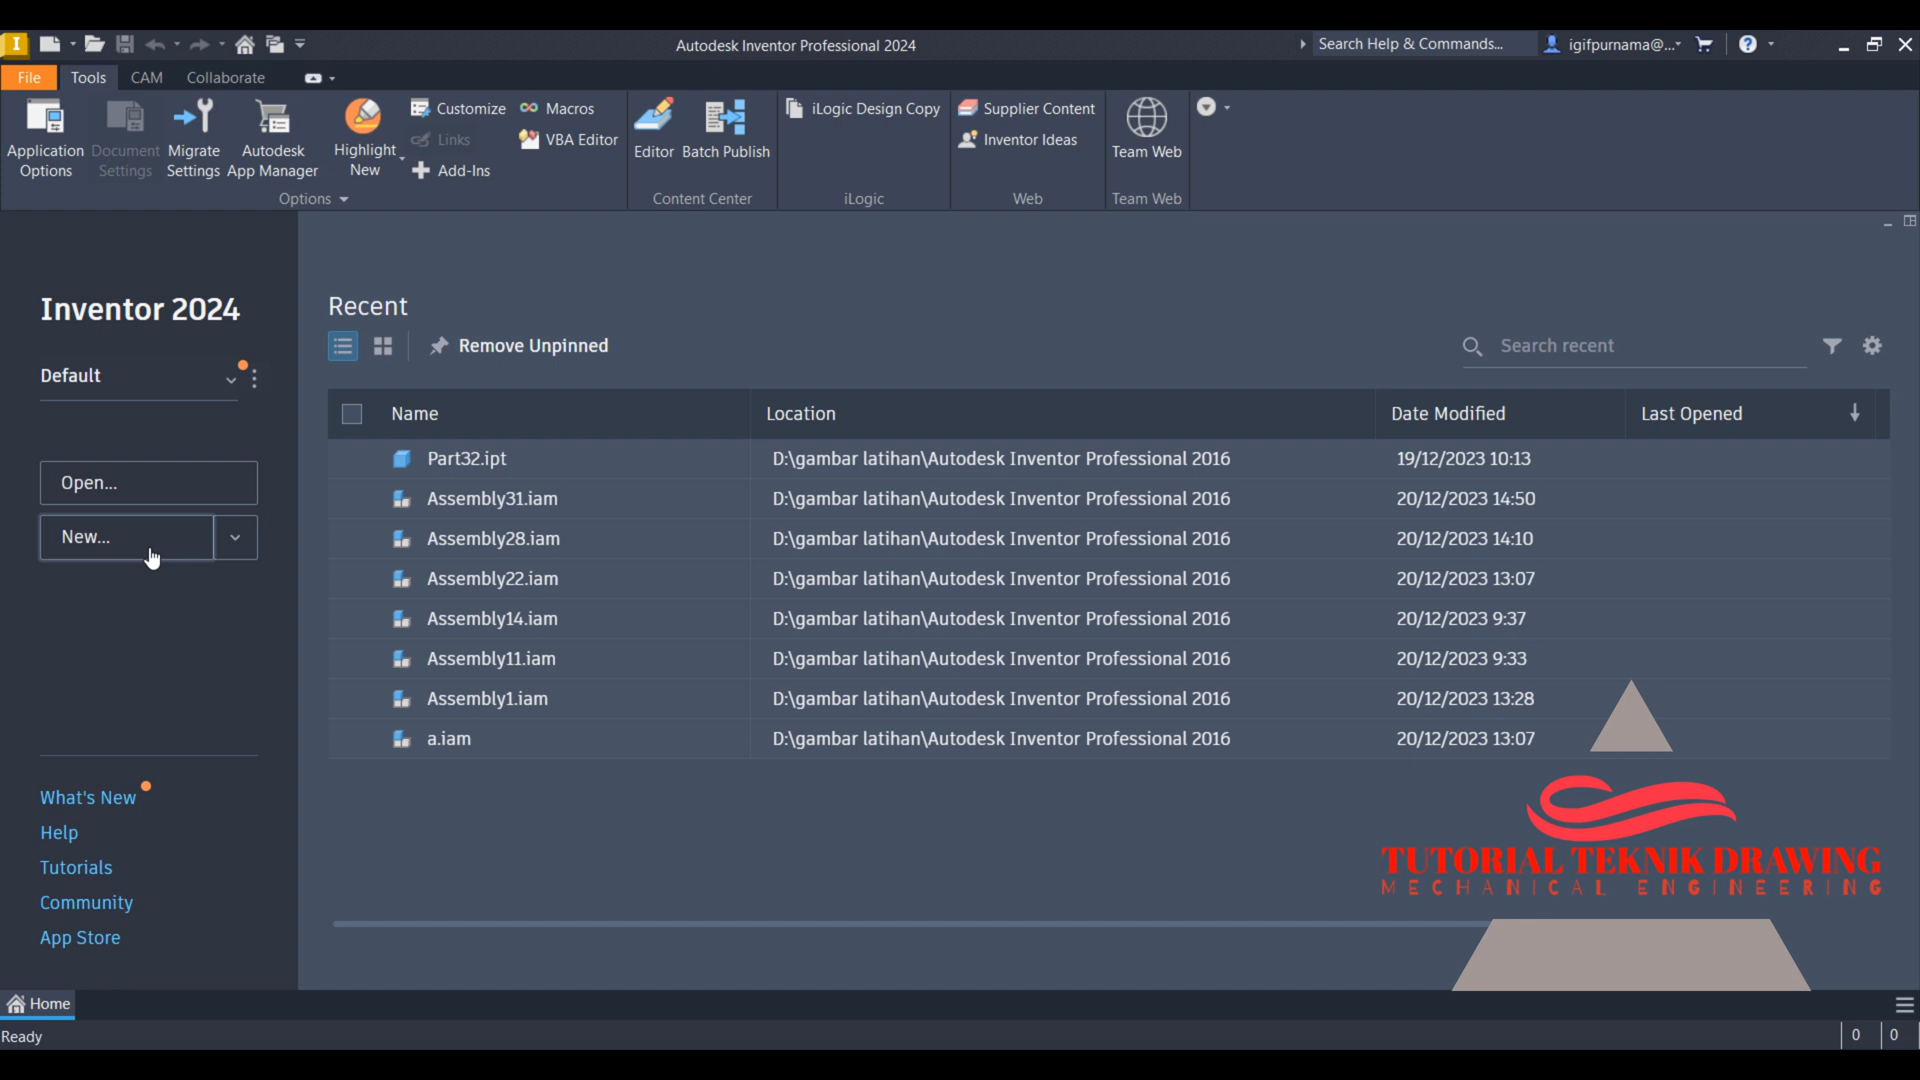 Autodesk Inventor Professional 2024
Search Help & Commands...
igifpurnama@...
File Tools CAM Collaborate
Application Options
Document Settings
Migrate Settings
Autodesk App Manager
Highlight New
Customize
Links
Add-Ins
Macros
VBA Editor
Options
Editor
Batch Publish
Content Center
iLogic Design Copy
iLogic
Supplier Content
Inventor Ideas
Web
Team Web
Team Web
Inventor 2024
Default
Open...
New...
What's New
Help
Tutorials
Community
App Store
Recent
Remove Unpinned
Search recent
Name Location Date Modified Last Opened
Part32.ipt D:\gambar latihan\Autodesk Inventor Professional 2016 19/12/2023 10:13
Assembly31.iam D:\gambar latihan\Autodesk Inventor Professional 2016 20/12/2023 14:50
Assembly28.iam D:\gambar latihan\Autodesk Inventor Professional 2016 20/12/2023 14:10
Assembly22.iam D:\gambar latihan\Autodesk Inventor Professional 2016 20/12/2023 13:07
Assembly14.iam D:\gambar latihan\Autodesk Inventor Professional 2016 20/12/2023 9:37
Assembly11.iam D:\gambar latihan\Autodesk Inventor Professional 2016 20/12/2023 9:33
Assembly1.iam D:\gambar latihan\Autodesk Inventor Professional 2016 20/12/2023 13:28
a.iam D:\gambar latihan\Autodesk Inventor Professional 2016 20/12/2023 13:07
TUTORIAL TEKNIK DRAWING
MECHANICAL ENGINEERING
Home
Ready
0 0